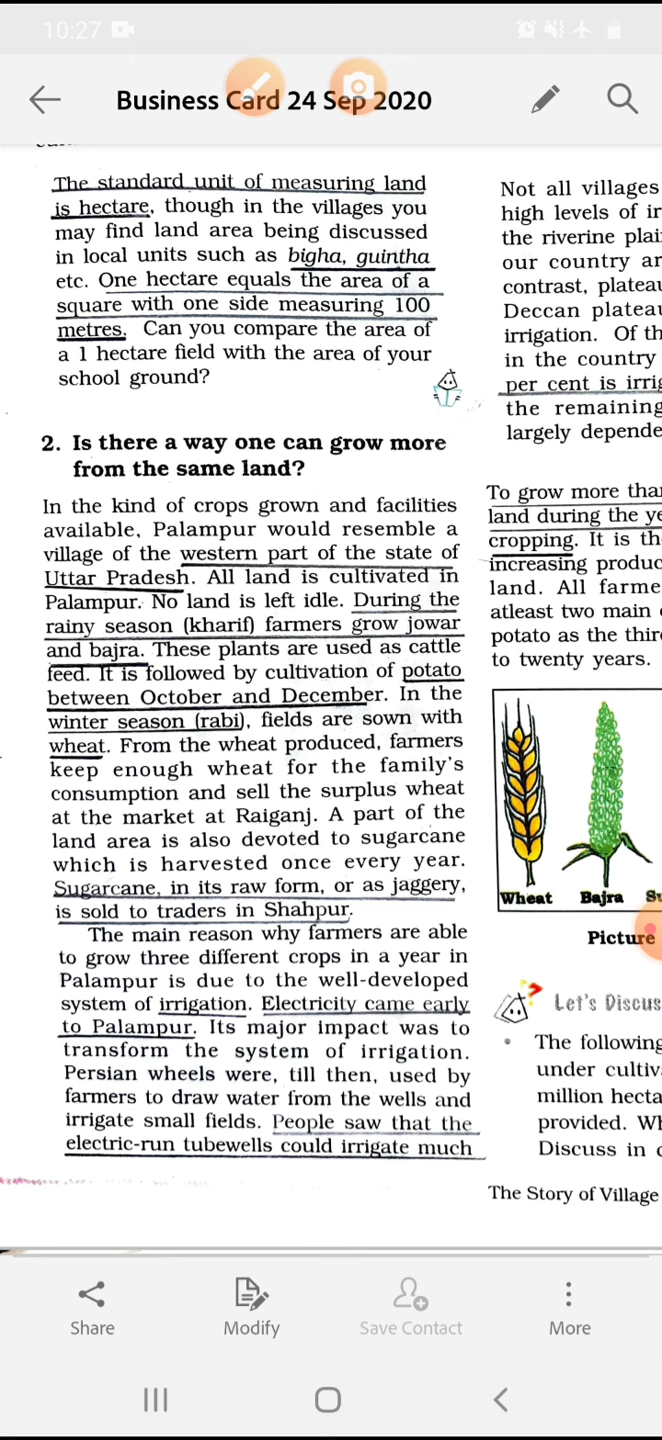 10:27
Business Card 24 Sep 2020
The standard unit of measuring land
is hectare, though in the villages you
may find land area being discussed
in local units such as bigha, guintha
etc. One hectare equals the area of a
square with one side measuring 100
metres. Can you compare the area of
a 1 hectare field with the area of your
school ground?
2. Is there a way one can grow more
from the same land?
In the kind of crops grown and facilities
available, Palampur would resemble a
village of the western part of the state of
Uttar Pradesh. All land is cultivated in
Palampur. No land is left idle. During the
rainy season (kharif) farmers grow jowar
and bajra. These plants are used as cattle
feed. It is followed by cultivation of potato
between October and December. In the
winter season (rabi), fields are sown with
wheat. From the wheat produced, farmers
keep enough wheat for the family's
consumption and sell the surplus wheat
at the market at Raiganj. A part of the
land area is also devoted to sugarcane
which is harvested once every year.
Sugarcane, in its raw form, or as jaggery,
is sold to traders in Shahpur.
The main reason why farmers are able
to grow three different crops in a year in
Palampur is due to the well-developed
system of irrigation. Electricity came early
to Palampur. Its major impact was to
transform the system of irrigation.
Persian wheels were, till then, used by
farmers to draw water from the wells and
irrigate small fields. People saw that the
electric-run tubewells could irrigate much
Not all villages
high levels of ir
the riverine plai
our country ar
contrast, plateau
Deccan plateau
irrigation. Of th
in the country
per cent is irrig
the remaining
largely depende
To grow more than
land during the ye
cropping. It is th
increasing produc
land. All farme
atleast two main
potato as the thir
to twenty years.
Wheat Bajra Su
Picture
Let's Discus
• The following
under cultiv
million hecta
provided. Wh
Discuss in
The Story of Village
Share Modify Save Contact More